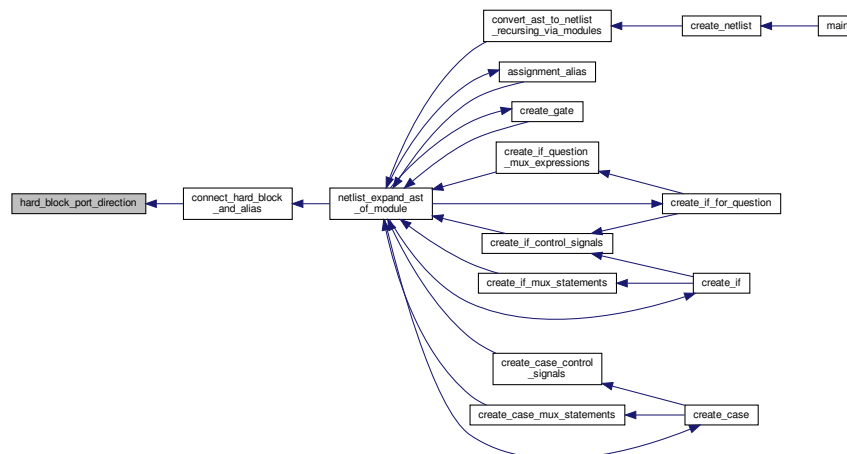 convert_ast_to_netlist
_recursing_via_modules
create_netlist
main
assignment_alias
create_gate
create_if_question
_mux_expressions
hard_block_port_direction
connect_hard_block
_and_alias
netlist_expand_ast
_of_module
create_if_for_question
create_if_control_signals
create_if_mux_statements
create_if
create_case_control
_signals
create_case_mux_statements
create_case